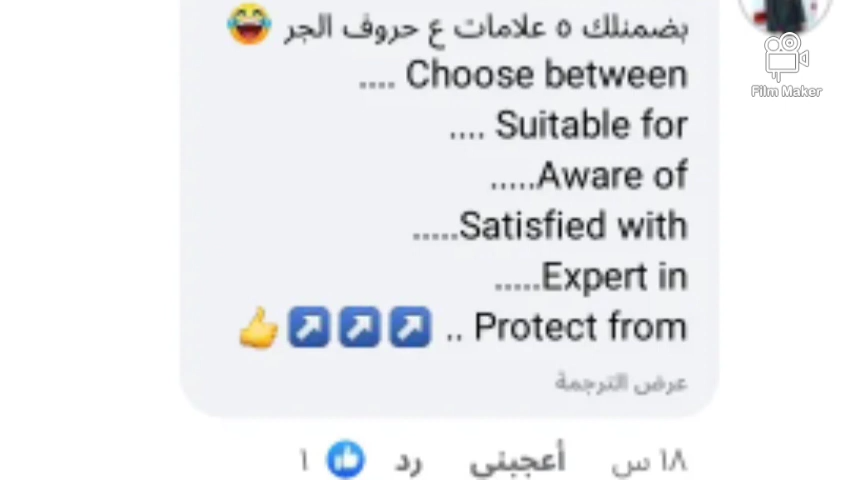 بضمنلك ٥ علامات ع حروف الجر 😂
Choose between ....
Suitable for ....
Aware of.....
Satisfied with.....
Expert in.....
Protect from .. ↗️↗️↗️👍
عرض الترجمة
١٨ س أعجبني رد ١
Film Maker